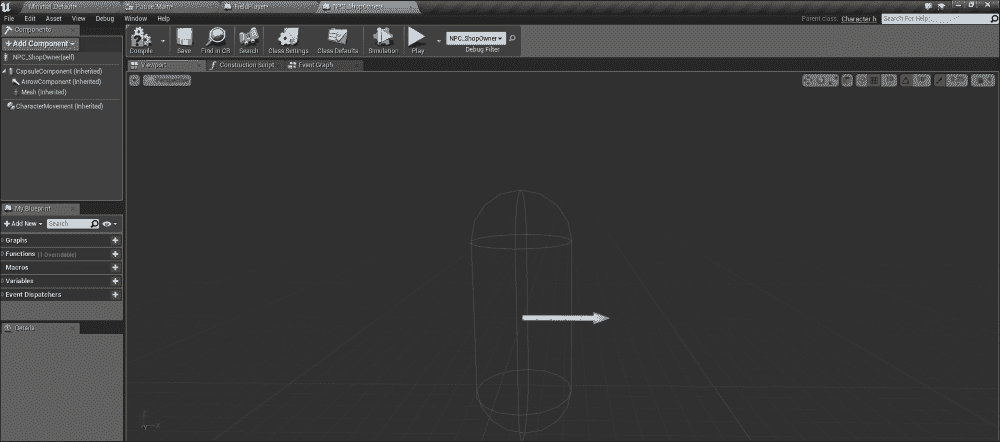 Minimal_Default*
Pause_Main*
FieldPlayer*
NPC_ShopOwner*
File Edit Asset View Debug Window Help
Parent class: Character.h
Search For Help
Components
+ Add Component
NPC_ShopOwner(self)
CapsuleComponent (Inherited)
ArrowComponent (Inherited)
Mesh (Inherited)
CharacterMovement (Inherited)
Compile
Save
Find in CB
Search
Class Settings
Class Defaults
Simulation
Play
NPC_ShopOwner
Debug Filter
Viewport
Construction Script
Event Graph
My Blueprint
+ Add New
Search
Graphs
Functions (18 Overridable)
Macros
Variables
Event Dispatchers
Details